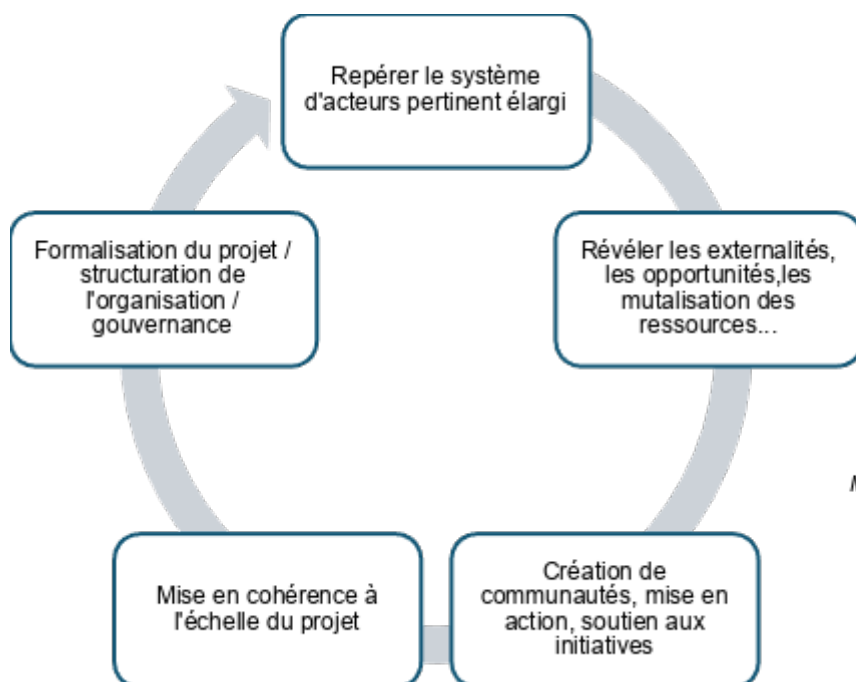 Repérer le système
d'acteurs pertinent élargi
Révéler les externalités,
les opportunités,les
mutalisation des
ressources...
Création de
communautés, mise en
action, soutien aux
initiatives
Mise en cohérence à
l'échelle du projet
Formalisation du projet /
structuration de
l'organisation /
gouvernance